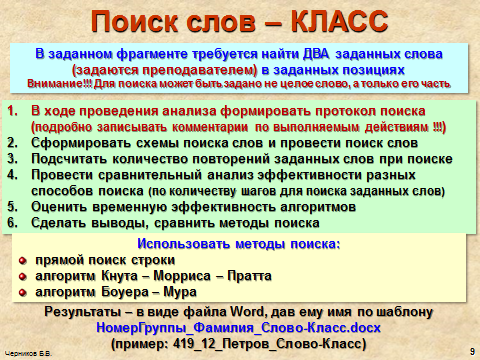 Поиск слов – КЛАСС
В заданном фрагменте требуется найти ДВА заданных слова
(задаются преподавателем) в заданных позициях
Внимание!!! Для поиска может быть задано не целое слово, а только его часть
1. В ходе проведения анализа формировать протокол поиска
(подробно записывать комментарии по выполняемым действиям !!!)
2. Сформировать схемы поиска слов и провести поиск слов
3. Подсчитать количество повторений заданных слов при поиске
4. Провести сравнительный анализ эффективности разных
способов поиска (по количеству шагов для поиска заданных слов)
5. Оценить временную эффективность алгоритмов
6. Сделать выводы, сравнить методы поиска
Использовать методы поиска:
прямой поиск строки
алгоритм Кнута – Морриса – Пратта
алгоритм Боуера – Мура
Результаты – в виде файла Word, дав ему имя по шаблону
НомерГруппы_Фамилия_Слово-Класс.docx
(пример: 419_12_Петров_Слово-Класс)
Черников Б.В.
9